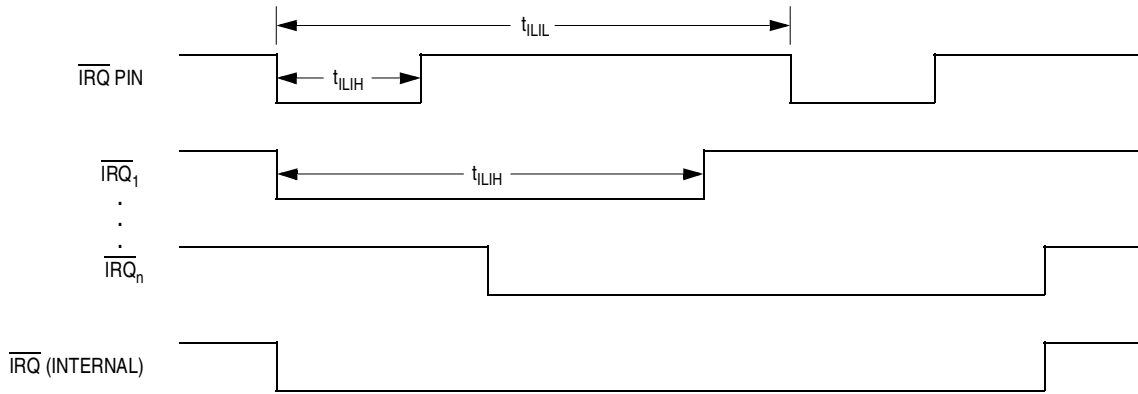 tILIL
IRQ PIN
tILIH
IRQ1
tILIH
.
.
.
IRQn
IRQ (INTERNAL)